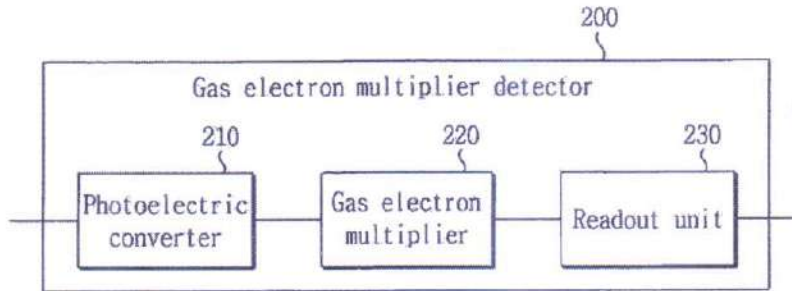 200
Gas electron multiplier detector
210
220
230
Photoelectric
converter
Gas electron
multiplier
Readout unit